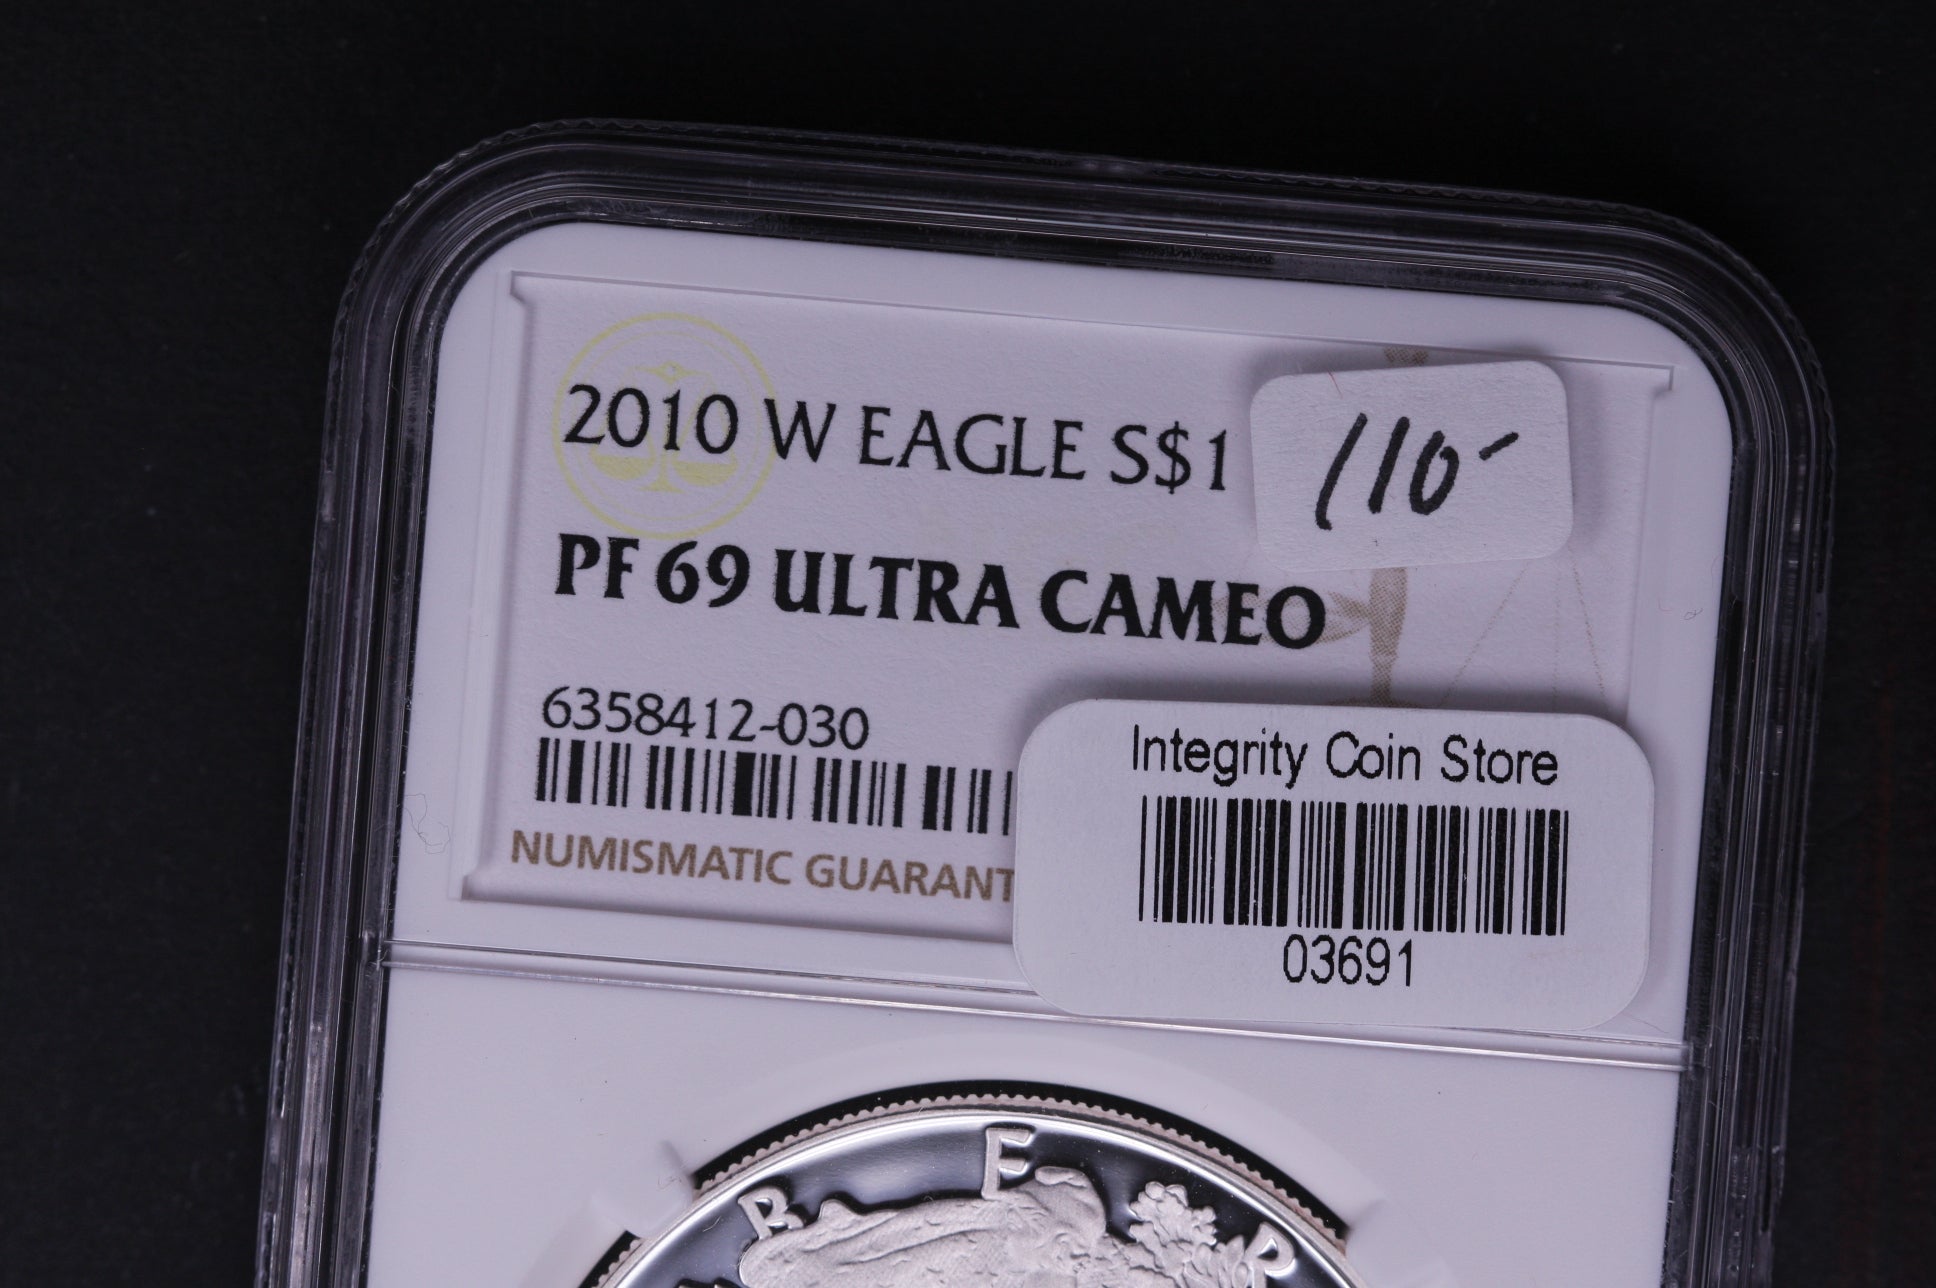 2010 W EAGLE S$1
110-
PF 69 ULTRA CAMEO
6358412-030
NUMISMATIC GUARANT
Integrity Coin Store
03691
B E R